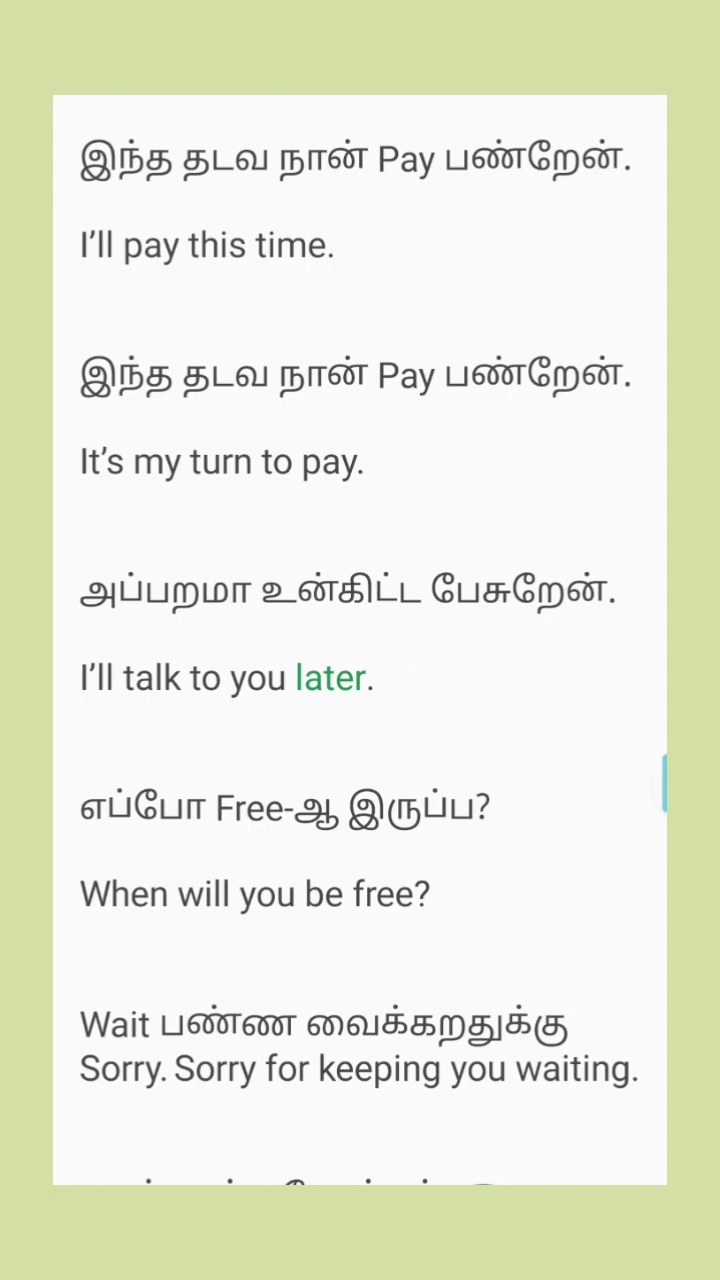 இந்த தடவ நான் Pay பண்றேன்.
I’ll pay this time.
இந்த தடவ நான் Pay பண்றேன்.
It’s my turn to pay.
அப்பறமா உன்கிட்ட பேசுறேன்.
I’ll talk to you later.
எப்போ Free-ஆ இருப்ப?
When will you be free?
Wait பண்ண வைக்கறதுக்கு
Sorry. Sorry for keeping you waiting.